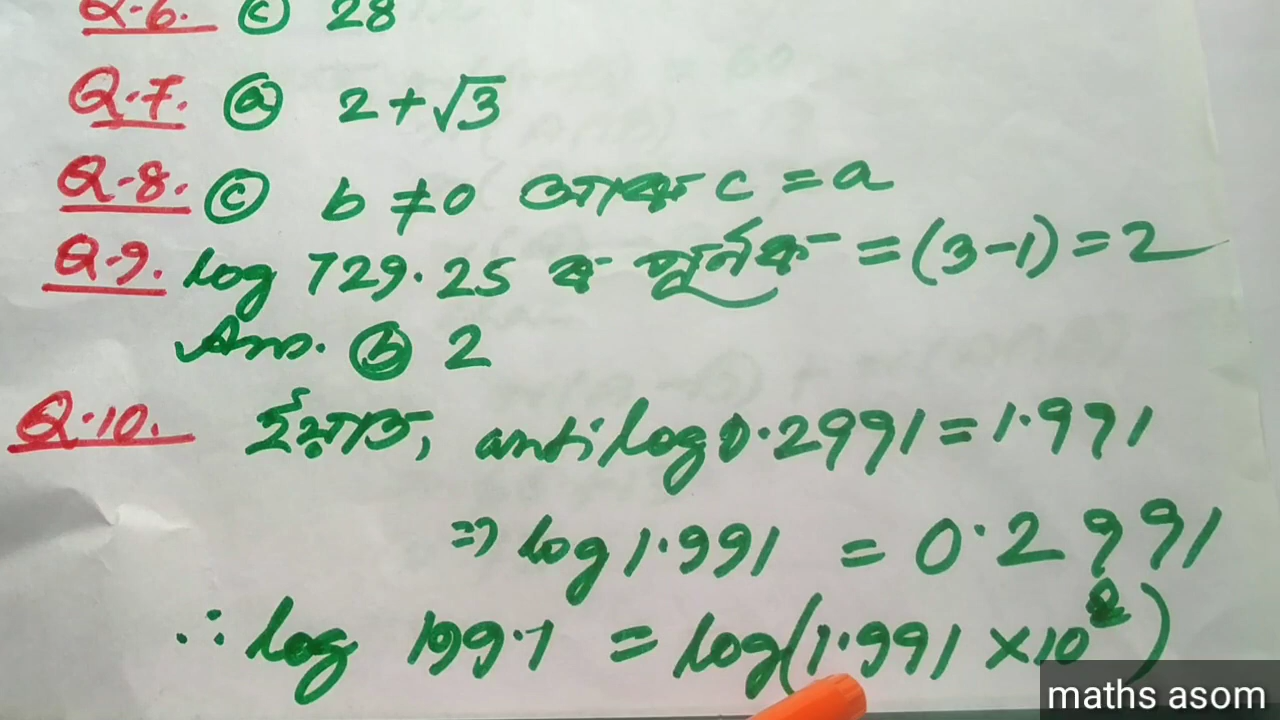 Q.6. ⓒ 28
Q.7. ⓐ 2+√3
Q.8. ⓒ b ≠ 0 আৰু c = a
Q.9. log 729.25 ৰ পূৰ্ণক = (3-1) = 2
Ans. ⓑ 2
Q.10. ইয়াত, antilog 0.2991 = 1.991
⇒ log 1.991 = 0.2991
∴ log 199.1 = log(1.991 × 10²)
maths asom